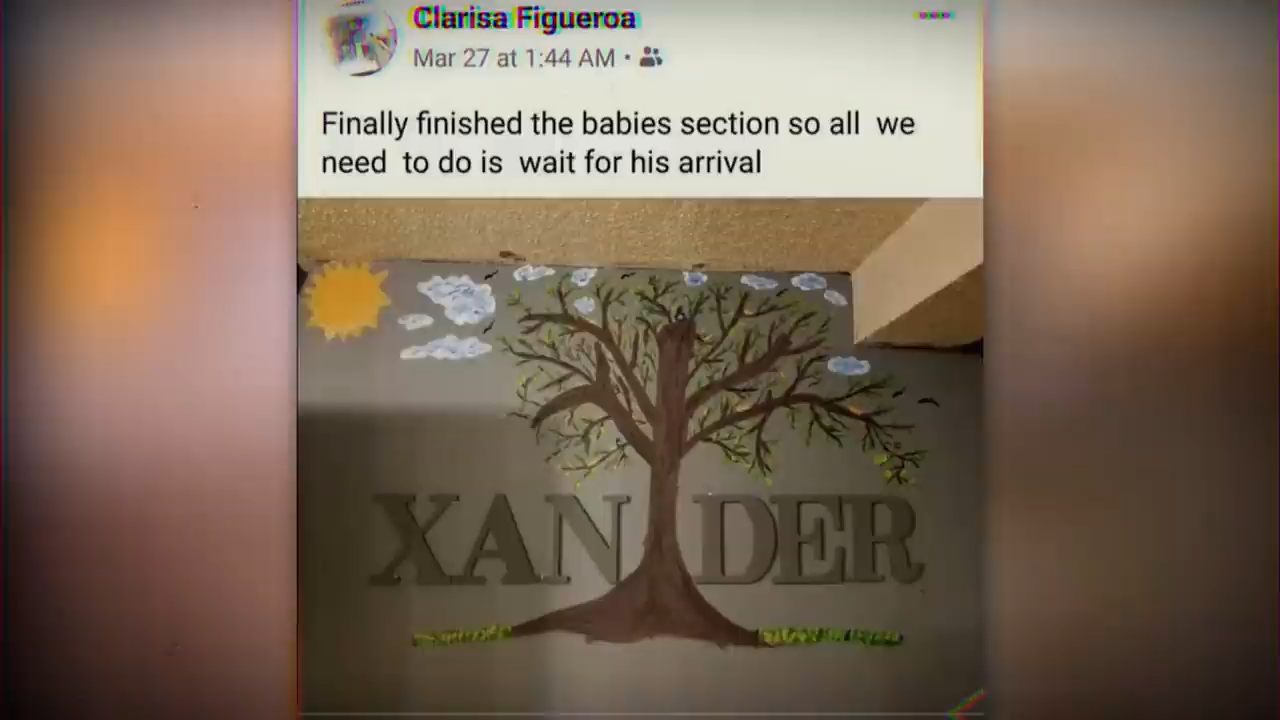 Clarisa Figueroa
Mar 27 at 1:44 AM ·
Finally finished the babies section so all we
need to do is wait for his arrival
XANDER